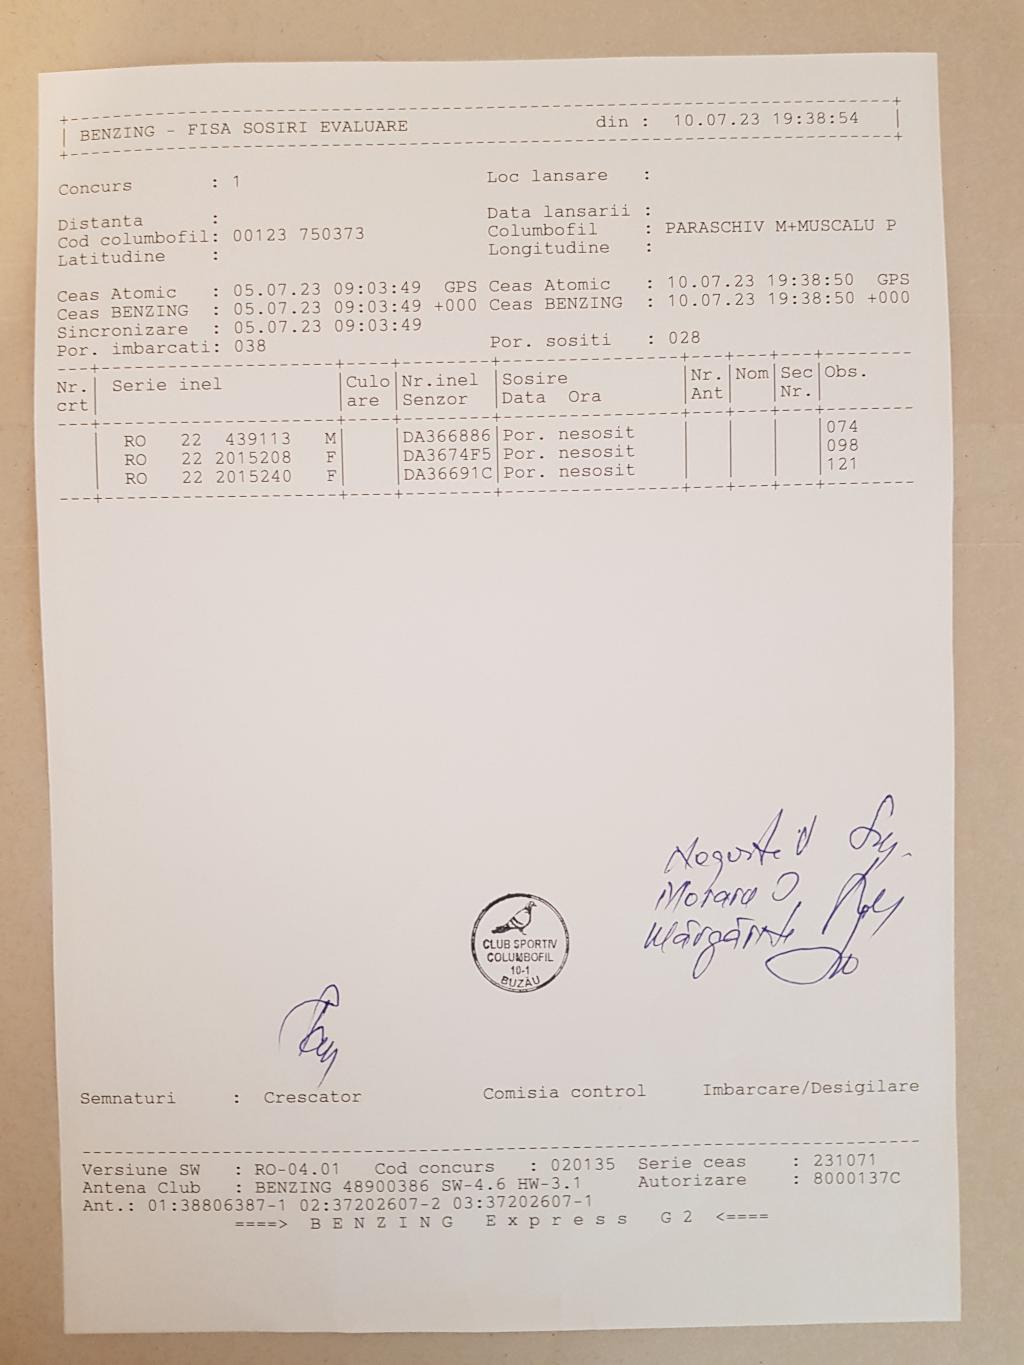 BENZING - FISA SOSIRI EVALUARE din : 10.07.23 19:38:54
Concurs : 1 Loc lansare :
Distanta : Data lansarii :
Cod columbofil: 00123 750373 Columbofil : PARASCHIV M+MUSCALU P
Latitudine : Longitudine :
Ceas Atomic : 05.07.23 09:03:49 GPS Ceas Atomic : 10.07.23 19:38:50 GPS
Ceas BENZING : 05.07.23 09:03:49 +000 Ceas BENZING : 10.07.23 19:38:50 +000
Sincronizare : 05.07.23 09:03:49
Por. imbarcati: 038 Por. sositi : 028
Nr. Serie inel Culo Nr.inel Sosire Nr. Nom Sec Obs.
crt are Senzor Data Ora Ant Nr.
RO 22 439113 M DA366886 Por. nesosit 074
RO 22 2015208 F DA3674F5 Por. nesosit 098
RO 22 2015240 F DA36691C Por. nesosit 121
CLUB SPORTIV
COLUMBOFIL
10-1
BUZĂU
Semnaturi : Crescator Comisia control Imbarcare/Desigilare
Versiune SW : RO-04.01 Cod concurs : 020135 Serie ceas : 231071
Antena Club : BENZING 48900386 SW-4.6 HW-3.1 Autorizare : 8000137C
Ant.: 01:38806387-1 02:37202607-2 03:37202607-1
====> B E N Z I N G E x p r e s s G 2 <====